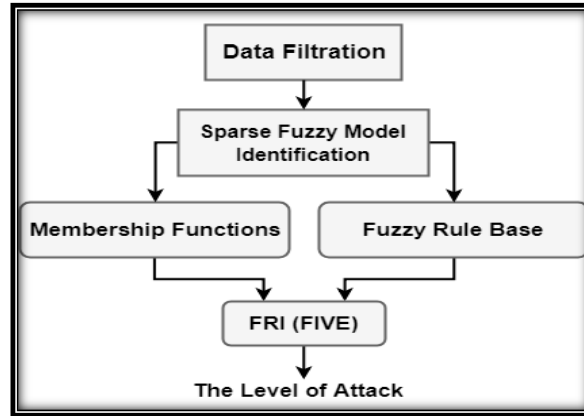 Data Filtration
Sparse Fuzzy Model
Identification
Membership Functions
Fuzzy Rule Base
FRI (FIVE)
The Level of Attack